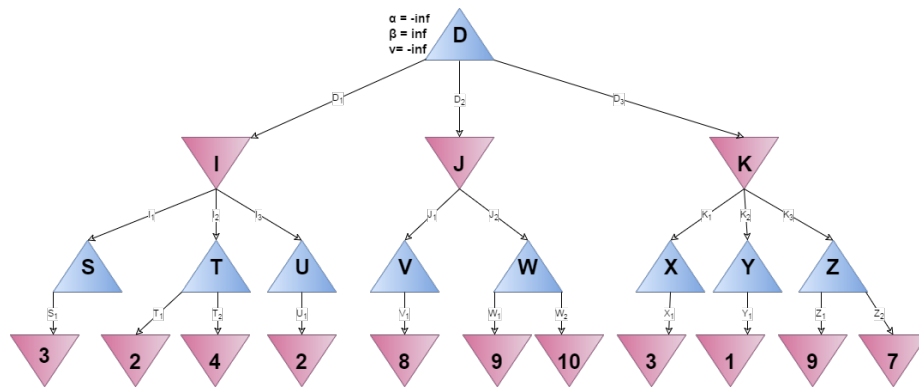 α = -inf
β = inf
v= -inf
D
D1
D2
D3
I
J
K
I1
I2
I3
J1
J2
K1
K2
K3
S
T
U
V
W
X
Y
Z
S1
T1
T2
U1
V1
W1
W2
X1
Y1
Z1
Z2
3
2
4
2
8
9
10
3
1
9
7